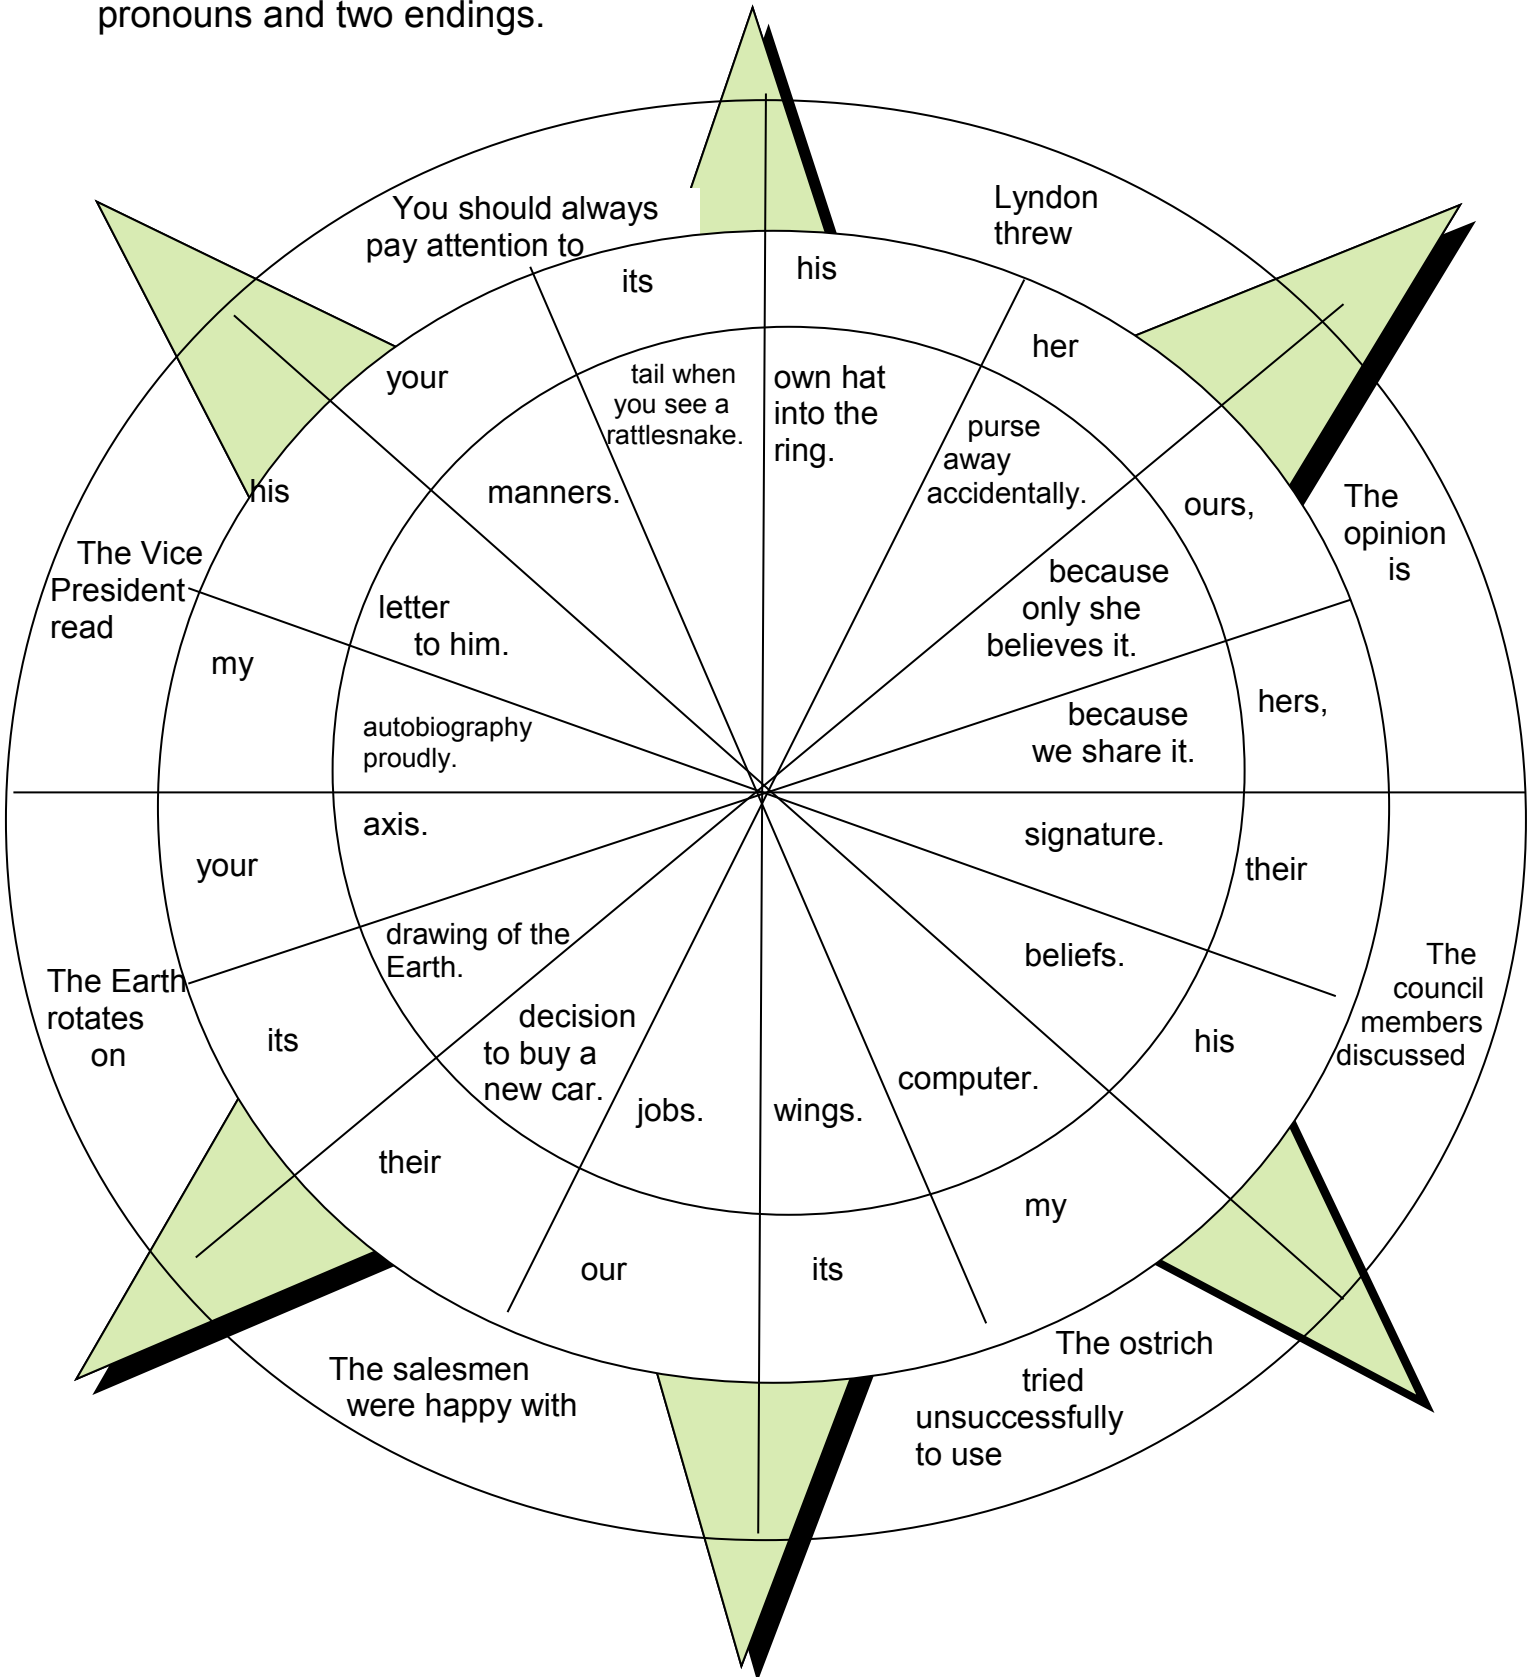 pronouns and two endings.
You should always
pay attention to
Lyndon
threw
its
his
your
her
tail when
you see a
rattlesnake.
own hat
into the
ring.
purse
away
accidentally.
manners.
his
ours,
The
opinion
is
The Vice
President
read
letter
to him.
because
only she
believes it.
my
hers,
autobiography
proudly.
because
we share it.
axis.
signature.
your
their
drawing of the
Earth.
beliefs.
The Earth
rotates
on
The
council
members
discussed
its
his
decision
to buy a
new car.
computer.
jobs.
wings.
their
my
our
its
The salesmen
were happy with
The ostrich
tried
unsuccessfully
to use